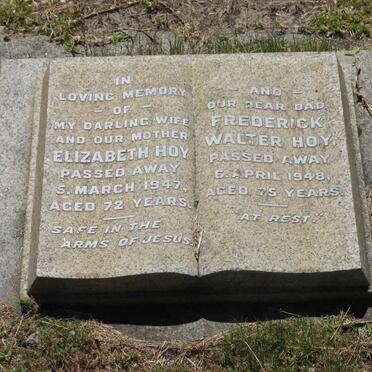 IN
LOVING MEMORY
- OF -
MY DARLING WIFE
AND OUR MOTHER
ELIZABETH HOY
PASSED AWAY
5, MARCH 1947,
AGED 72 YEARS.
SAFE IN THE
ARMS OF JESUS.
- AND -
OUR DEAR DAD,
FREDERICK
WALTER HOY,
PASSED AWAY
6, APRIL 1948,
AGED 75 YEARS.
AT REST.